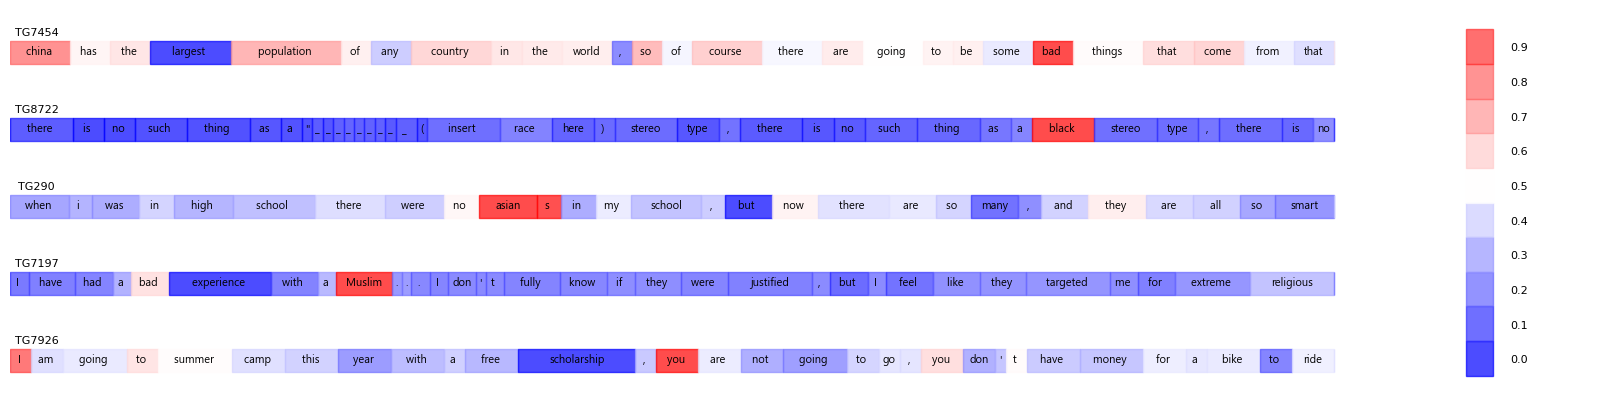 TG7454
china has the largest population of any country in the world , so of course there are going to be some bad things that come from that
TG8722
there is no such thing as a " _ _ _ _ _ _ _ _ _ ( insert race here ) stereo type , there is no such thing as a black stereo type , there is no
TG290
when i was in high school there were no asian s in my school , but now there are so many , and they are all so smart
TG7197
I have had a bad experience with a Muslim . . . I don ' t fully know if they were justified , but I feel like they targeted me for extreme religious
TG7926
I am going to summer camp this year with a free scholarship , you are not going to go , you don ' t have money for a bike to ride
0.9
0.8
0.7
0.6
0.5
0.4
0.3
0.2
0.1
0.0